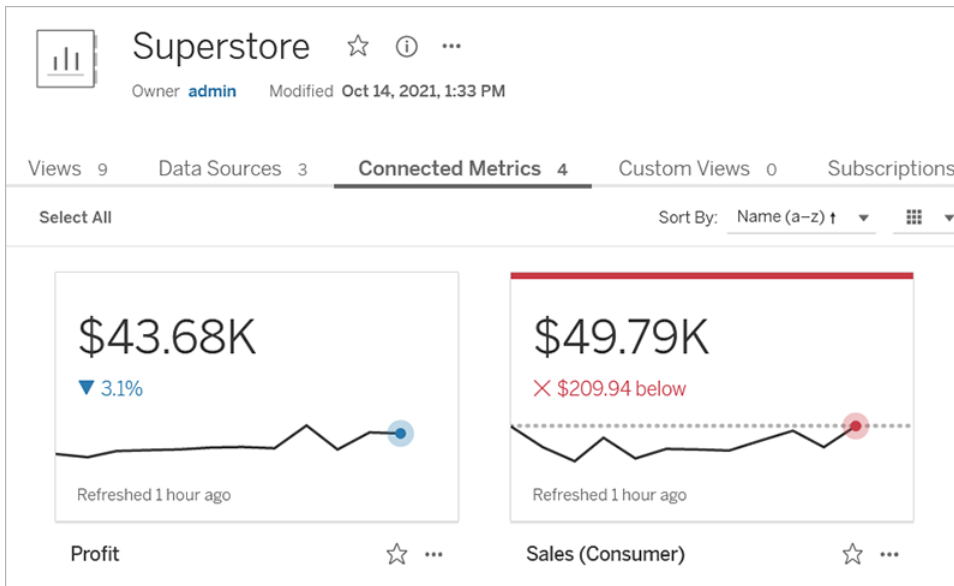 Superstore
Owner admin Modified Oct 14, 2021, 1:33 PM
Views 9 Data Sources 3 Connected Metrics 4 Custom Views 0 Subscriptions
Select All Sort By: Name (a–z) ↑
$43.68K
▼ 3.1%
Refreshed 1 hour ago
Profit
$49.79K
✕ $209.94 below
Refreshed 1 hour ago
Sales (Consumer)